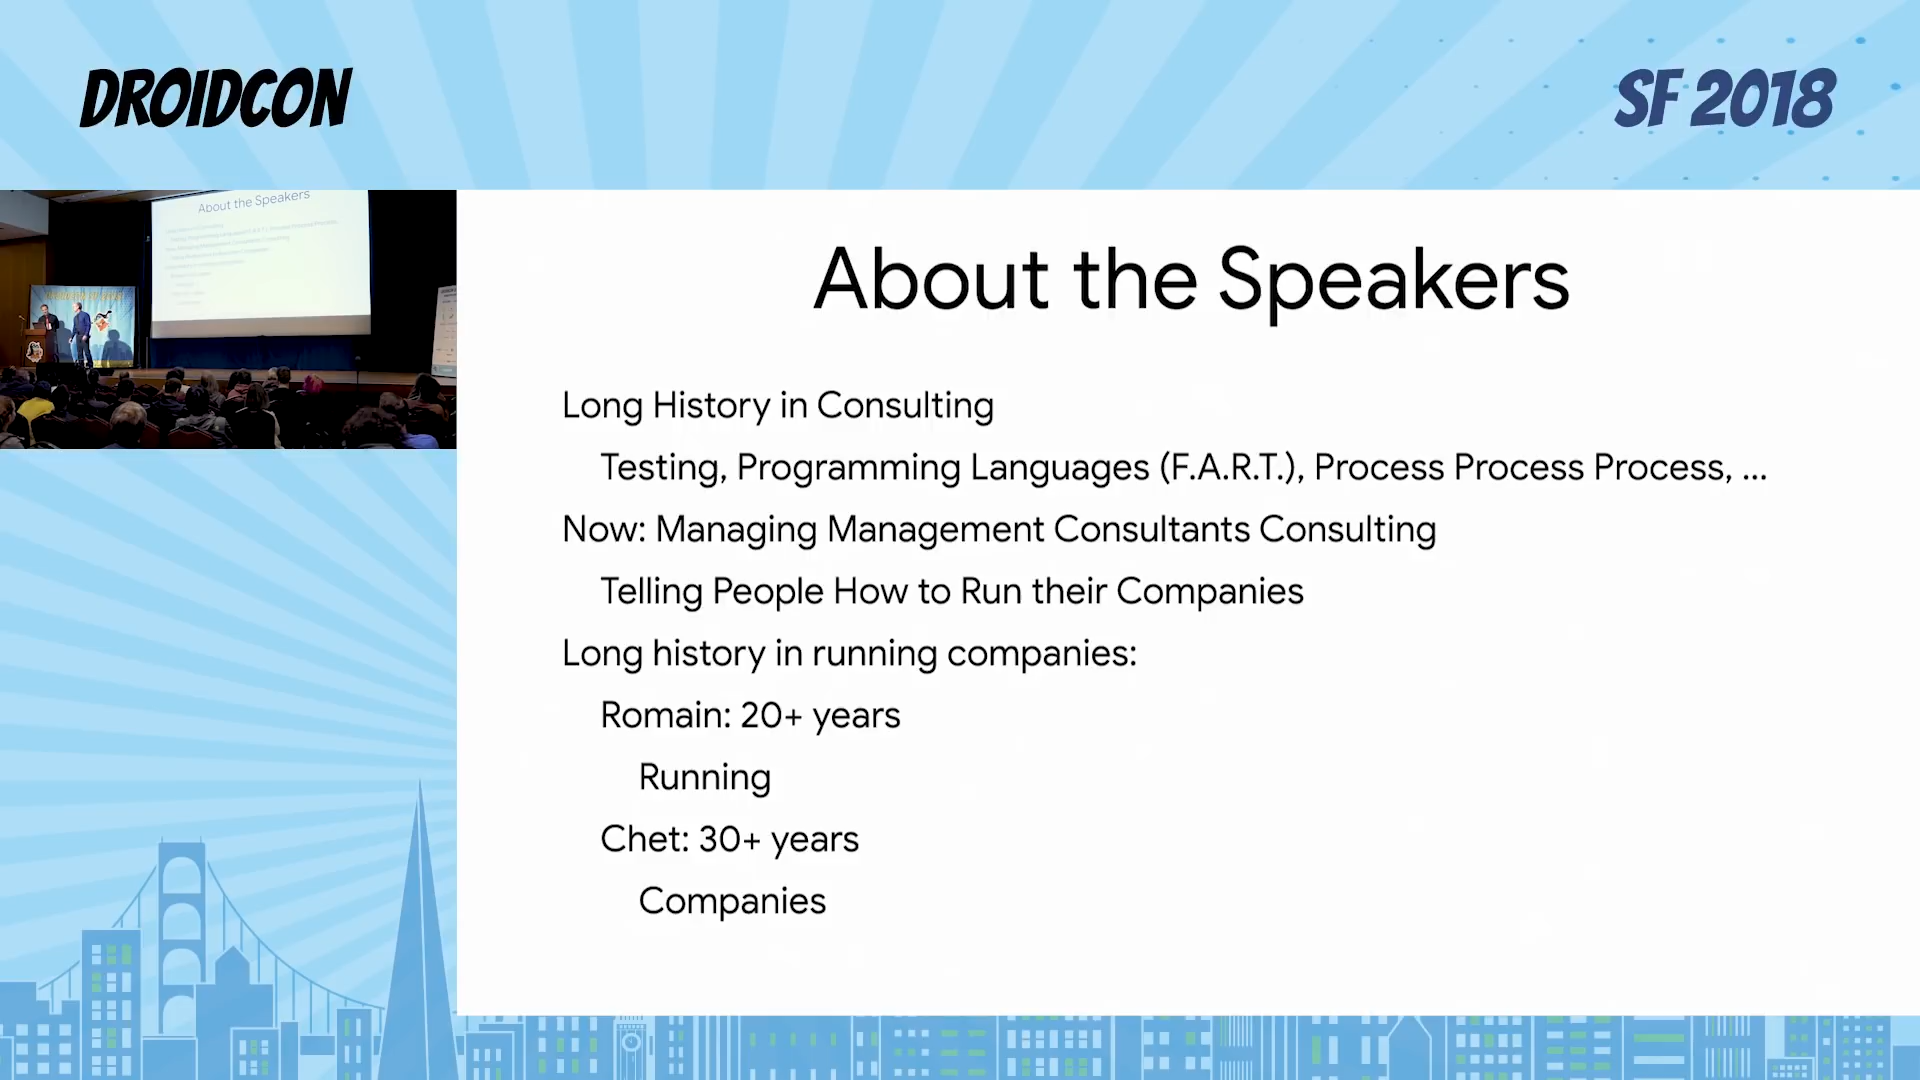 DROIDCON
SF 2018
About the Speakers
About the Speakers
Long History in Consulting
Testing, Programming Languages (F.A.R.T.), Process Process Process, ...
Now: Managing Management Consultants Consulting
Telling People How to Run their Companies
Long history in running companies:
Romain: 20+ years
Running
Chet: 30+ years
Companies